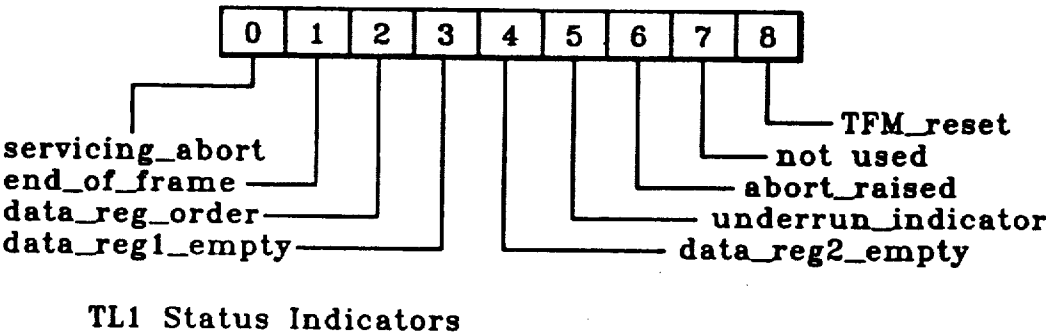 0 1 2 3 4 5 6 7 8
TFM_reset
servicing_abort
not used
end_of_frame
abort_raised
data_reg_order
underrun_indicator
data_reg1_empty
data_reg2_empty
TL1 Status Indicators